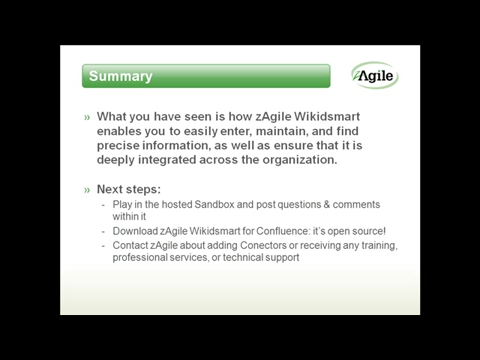 Summary
zAgile
» What you have seen is how zAgile Wikidsmart
enables you to easily enter, maintain, and find
precise information, as well as ensure that it is
deeply integrated across the organization.
» Next steps:
- Play in the hosted Sandbox and post questions & comments
within it
- Download zAgile Wikidsmart for Confluence: it's open source!
- Contact zAgile about adding Conectors or receiving any training,
professional services, or technical support